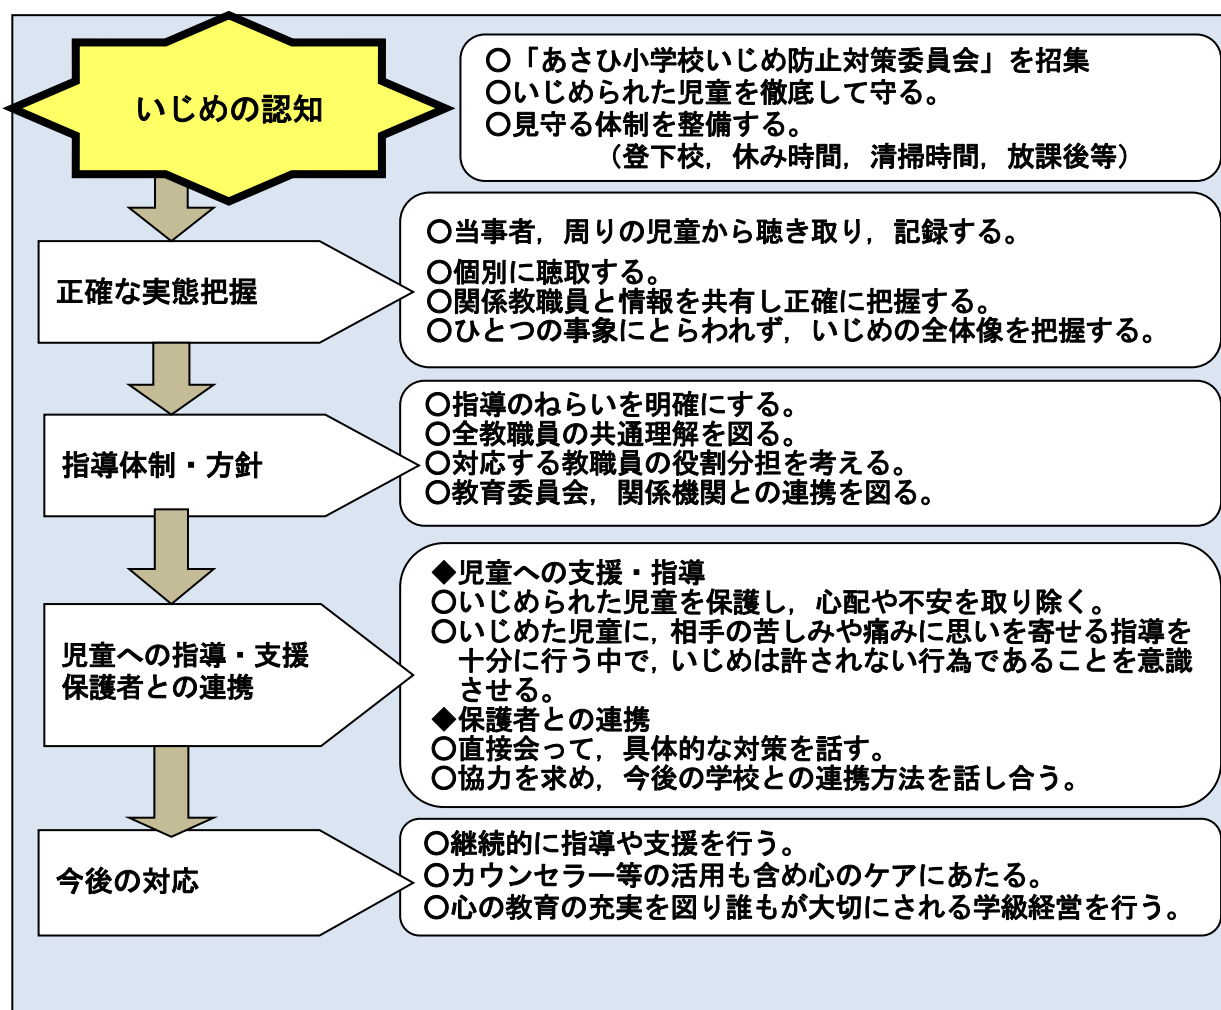 いじめの認知
〇「あさひ小学校いじめ防止対策委員会」を招集
〇いじめられた児童を徹底して守る。
〇見守る体制を整備する。
（登下校，休み時間，清掃時間，放課後等）
正確な実態把握
〇当事者，周りの児童から聴き取り，記録する。
〇個別に聴取する。
〇関係教職員と情報を共有し正確に把握する。
〇ひとつの事象にとらわれず，いじめの全体像を把握する。
指導体制・方針
〇指導のねらいを明確にする。
〇全教職員の共通理解を図る。
〇対応する教職員の役割分担を考える。
〇教育委員会，関係機関との連携を図る。
児童への指導・支援
保護者との連携
◆児童への支援・指導
〇いじめられた児童を保護し，心配や不安を取り除く。
〇いじめた児童に，相手の苦しみや痛みに思いを寄せる指導を
十分に行う中で，いじめは許されない行為であることを意識
させる。
◆保護者との連携
〇直接会って，具体的な対策を話す。
〇協力を求め，今後の学校との連携方法を話し合う。
今後の対応
〇継続的に指導や支援を行う。
〇カウンセラー等の活用も含め心のケアにあたる。
〇心の教育の充実を図り誰もが大切にされる学級経営を行う。